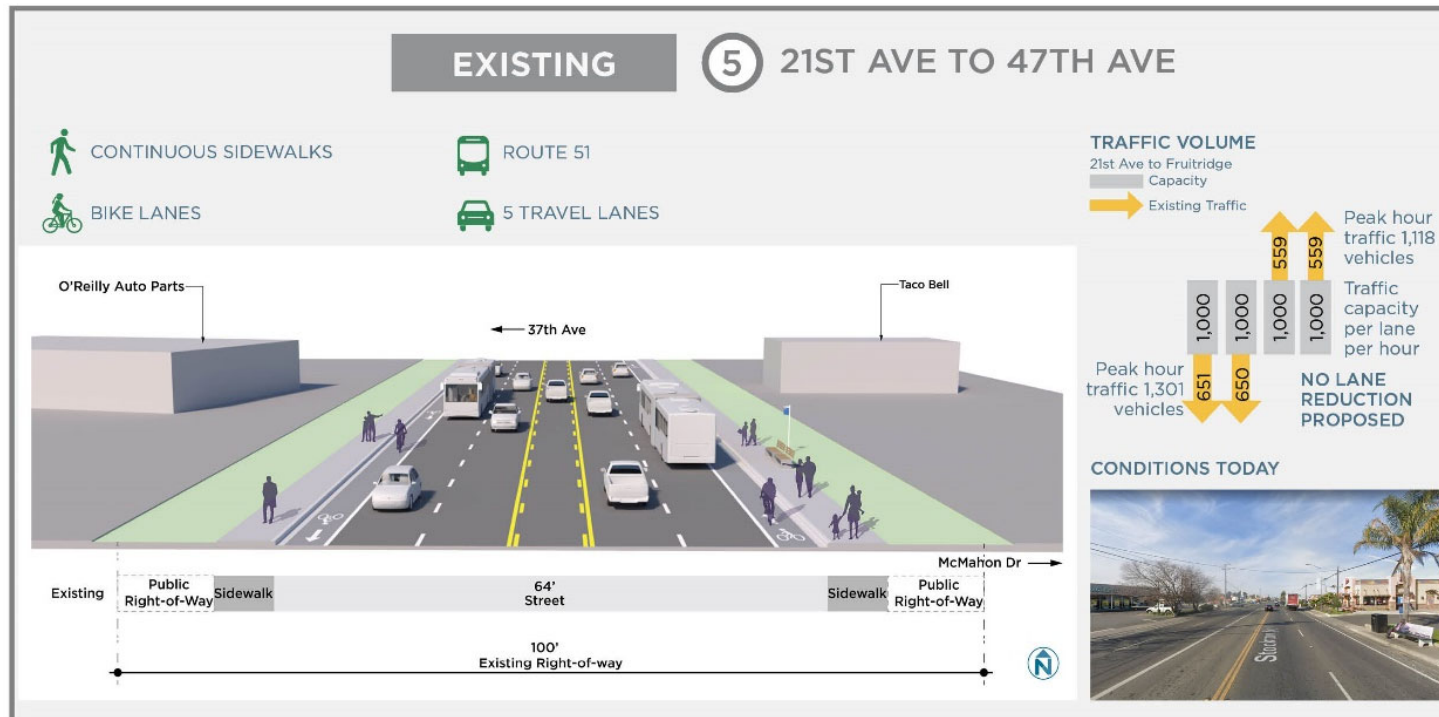 EXISTING
5
21ST AVE TO 47TH AVE
CONTINUOUS SIDEWALKS
ROUTE 51
BIKE LANES
5 TRAVEL LANES
TRAFFIC VOLUME
21st Ave to Fruitridge
Capacity
Existing Traffic
559
559
Peak hour
traffic 1,118
vehicles
1,000
1,000
1,000
1,000
Traffic
capacity
per lane
per hour
Peak hour
traffic 1,301
vehicles
651
650
NO LANE
REDUCTION
PROPOSED
O'Reilly Auto Parts
Taco Bell
37th Ave
McMahon Dr
Existing
Public
Right-of-Way
Sidewalk
64'
Street
Sidewalk
Public
Right-of-Way
100'
Existing Right-of-way
N
CONDITIONS TODAY